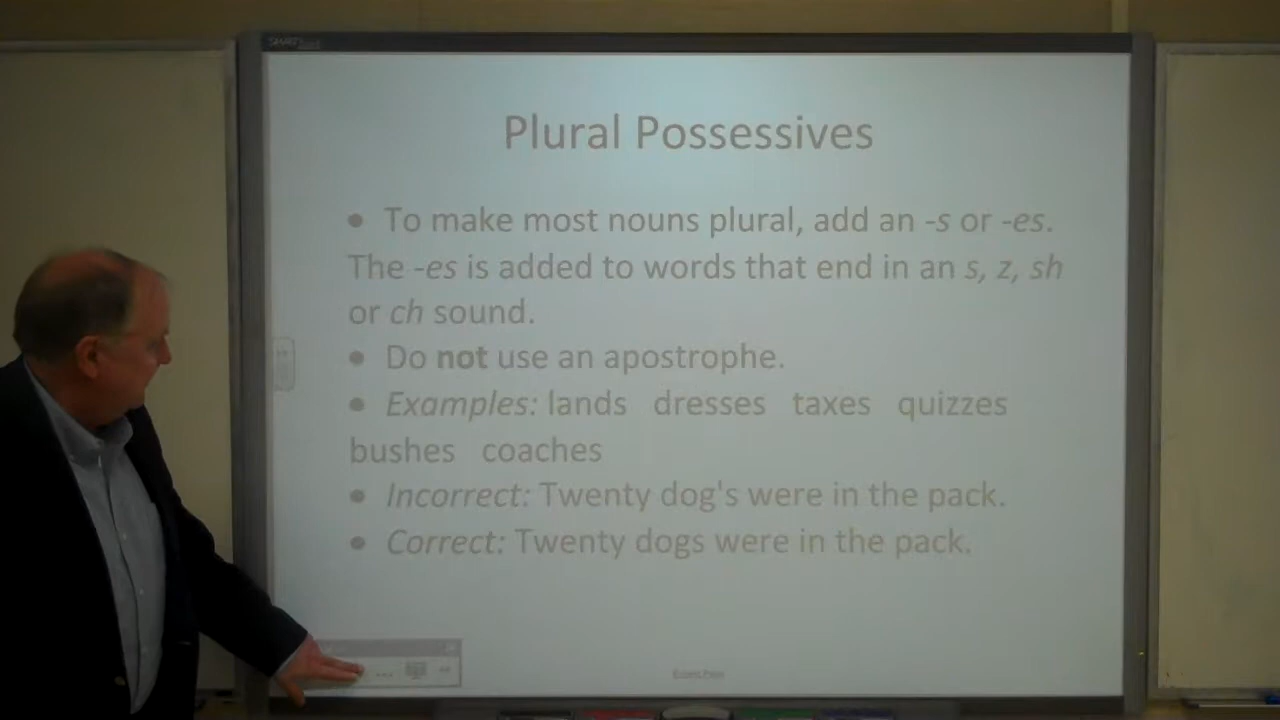 Plural Possessives
• To make most nouns plural, add an -s or -es.
The -es is added to words that end in an s, z, sh
or ch sound.
• Do not use an apostrophe.
• Examples: lands dresses taxes quizzes
bushes coaches
• Incorrect: Twenty dog's were in the pack.
• Correct: Twenty dogs were in the pack.